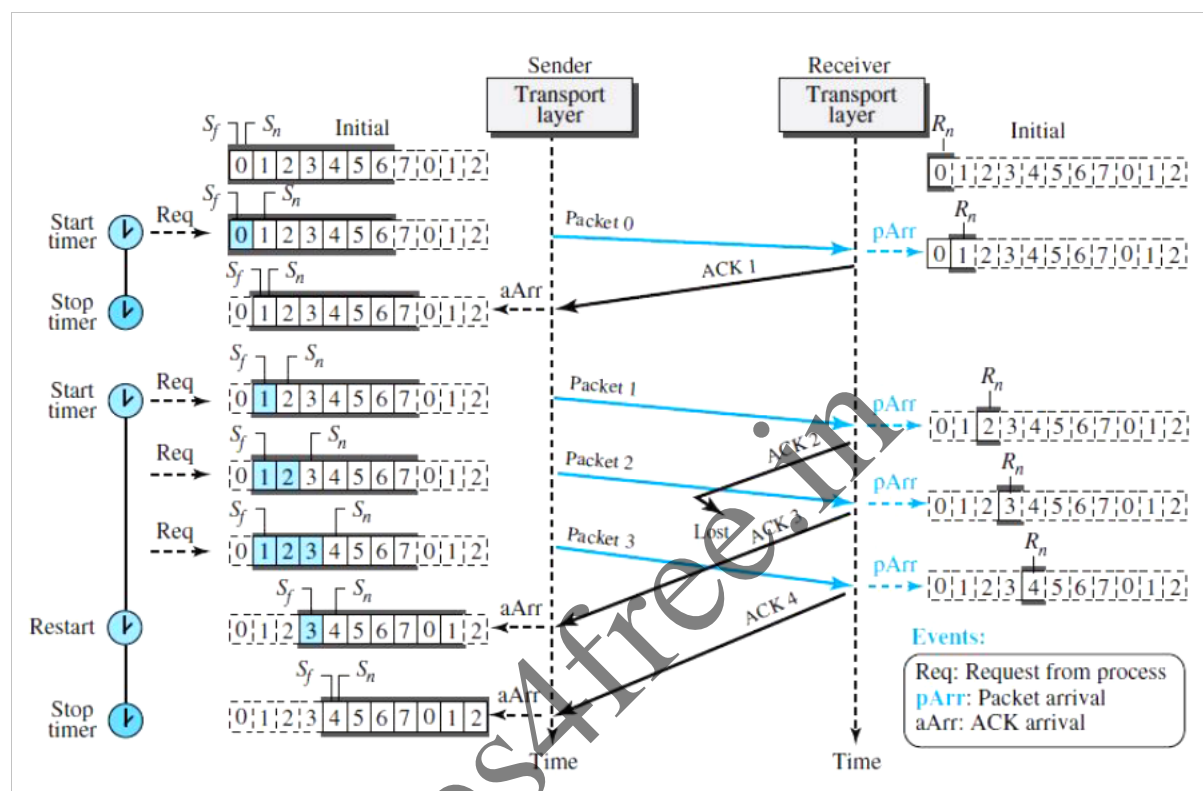 Sender
Receiver
Transport layer
Transport layer
Sf Sn Initial
0 1 2 3 4 5 6 7 0 1 2
Rn Initial
0 1 2 3 4 5 6 7 0 1 2
Start timer
Req
Sf Sn
0 1 2 3 4 5 6 7 0 1 2
Packet 0
pArr
Rn
0 1 2 3 4 5 6 7 0 1 2
Stop timer
Sf Sn
0 1 2 3 4 5 6 7 0 1 2
aArr
ACK 1
Start timer
Req
Sf Sn
0 1 2 3 4 5 6 7 0 1 2
Packet 1
pArr
Rn
0 1 2 3 4 5 6 7 0 1 2
ACK 2
Lost
Req
Sf Sn
0 1 2 3 4 5 6 7 0 1 2
Packet 2
pArr
Rn
0 1 2 3 4 5 6 7 0 1 2
ACK 3
Req
Sf Sn
0 1 2 3 4 5 6 7 0 1 2
Packet 3
pArr
Rn
0 1 2 3 4 5 6 7 0 1 2
ACK 4
Restart
Sf Sn
0 1 2 3 4 5 6 7 0 1 2
aArr
Stop timer
Sf Sn
0 1 2 3 4 5 6 7 0 1 2
aArr
Time
Time
Events:
Req: Request from process
pArr: Packet arrival
aArr: ACK arrival
es4free.in